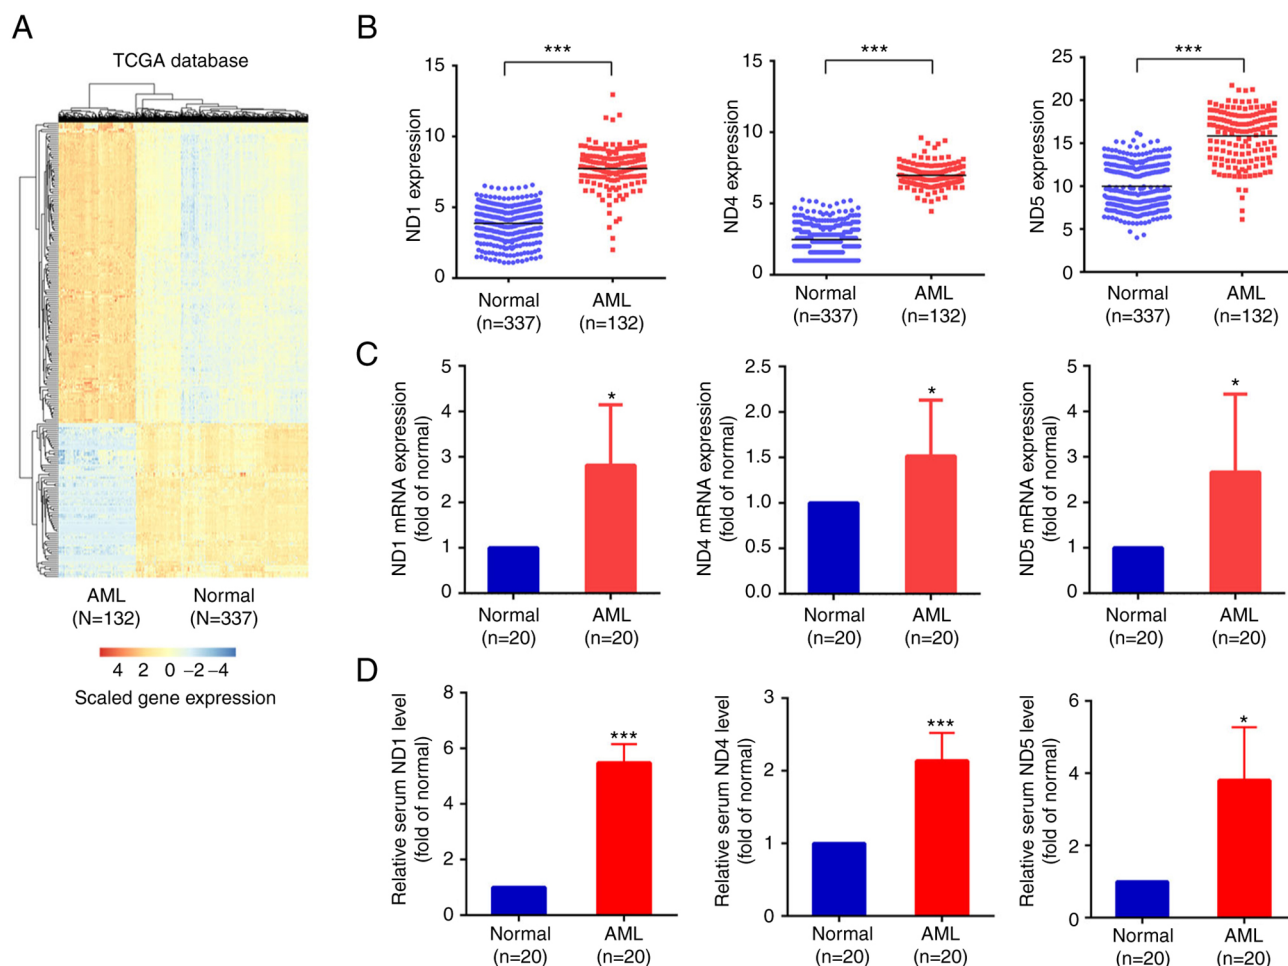 A
TCGA database
AML
(N=132)
Normal
(N=337)
4 2 0 −2 −4
Scaled gene expression
B
ND1 expression
15
10
5
0
***
Normal
(n=337)
AML
(n=132)
ND4 expression
15
10
5
0
***
Normal
(n=337)
AML
(n=132)
ND5 expression
25
20
15
10
5
0
***
Normal
(n=337)
AML
(n=132)
C
ND1 mRNA expression
(fold of normal)
5
4
3
2
1
0
*
Normal
(n=20)
AML
(n=20)
ND4 mRNA expression
(fold of normal)
2.5
2.0
1.5
1.0
0.5
0.0
*
Normal
(n=20)
AML
(n=20)
ND5 mRNA expression
(fold of normal)
5
4
3
2
1
0
*
Normal
(n=20)
AML
(n=20)
D
Relative serum ND1 level
(fold of normal)
8
6
4
2
0
***
Normal
(n=20)
AML
(n=20)
Relative serum ND4 level
(fold of normal)
3
2
1
0
***
Normal
(n=20)
AML
(n=20)
Relative serum ND5 level
(fold of normal)
6
4
2
0
*
Normal
(n=20)
AML
(n=20)